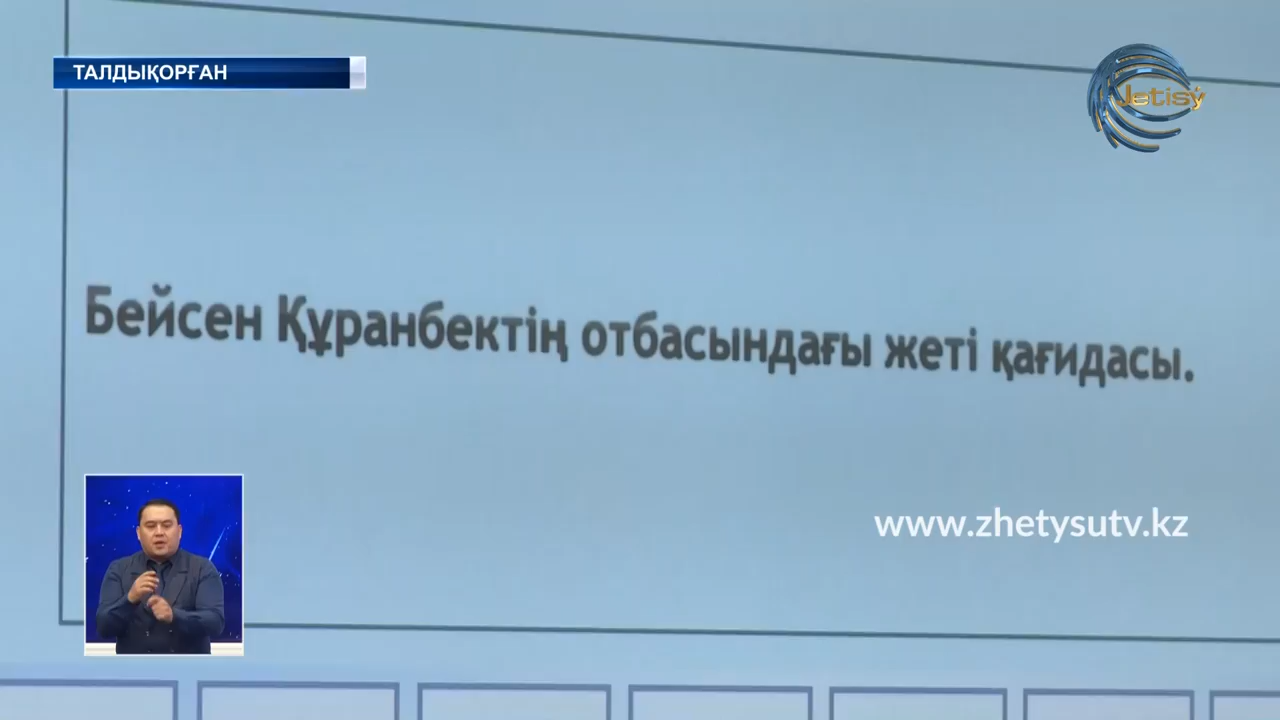 ТАЛДЫҚОРҒАН
Jetisý
Бейсен Құранбектің отбасындағы жеті қағидасы.
www.zhetysutv.kz